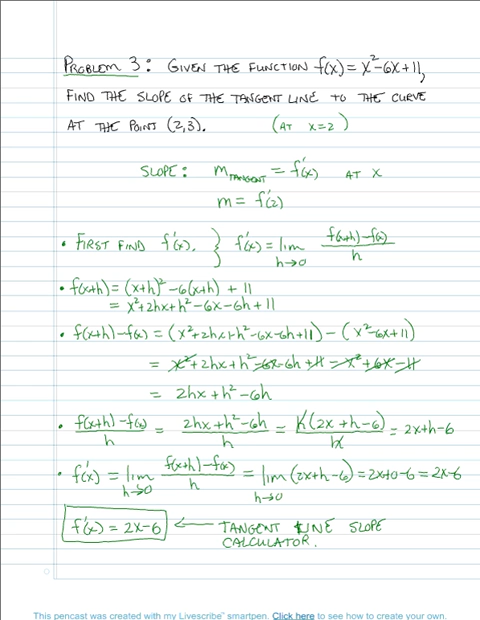 PROBLEM 3: GIVEN THE FUNCTION f(x) = x²-6x+11,
FIND THE SLOPE OF THE TANGENT LINE TO THE CURVE
AT THE POINT (2,3). (AT x=2)
SLOPE: m_TANGENT = f'(x) AT x
m = f'(2)
• FIRST FIND f'(x). } f'(x) = lim h→0 (f(x+h)-f(x))/h
• f(x+h) = (x+h)² -6(x+h) + 11
= x²+2hx+h²-6x-6h+11
• f(x+h)-f(x) = (x²+2hx+h²-6x-6h+11) - (x²-6x+11)
= x²+2hx+h²-6x-6h+11-x²+6x-11
= 2hx+h²-6h
• (f(x+h)-f(x))/h = (2hx+h²-6h)/h = h(2x+h-6)/h = 2x+h-6
• f'(x) = lim h→0 (f(x+h)-f(x))/h = lim h→0 (2x+h-6) = 2x+0-6 = 2x-6
f'(x) = 2x-6 ← TANGENT LINE SLOPE
CALCULATOR.
This pencast was created with my Livescribe™ smartpen. Click here to see how to create your own.